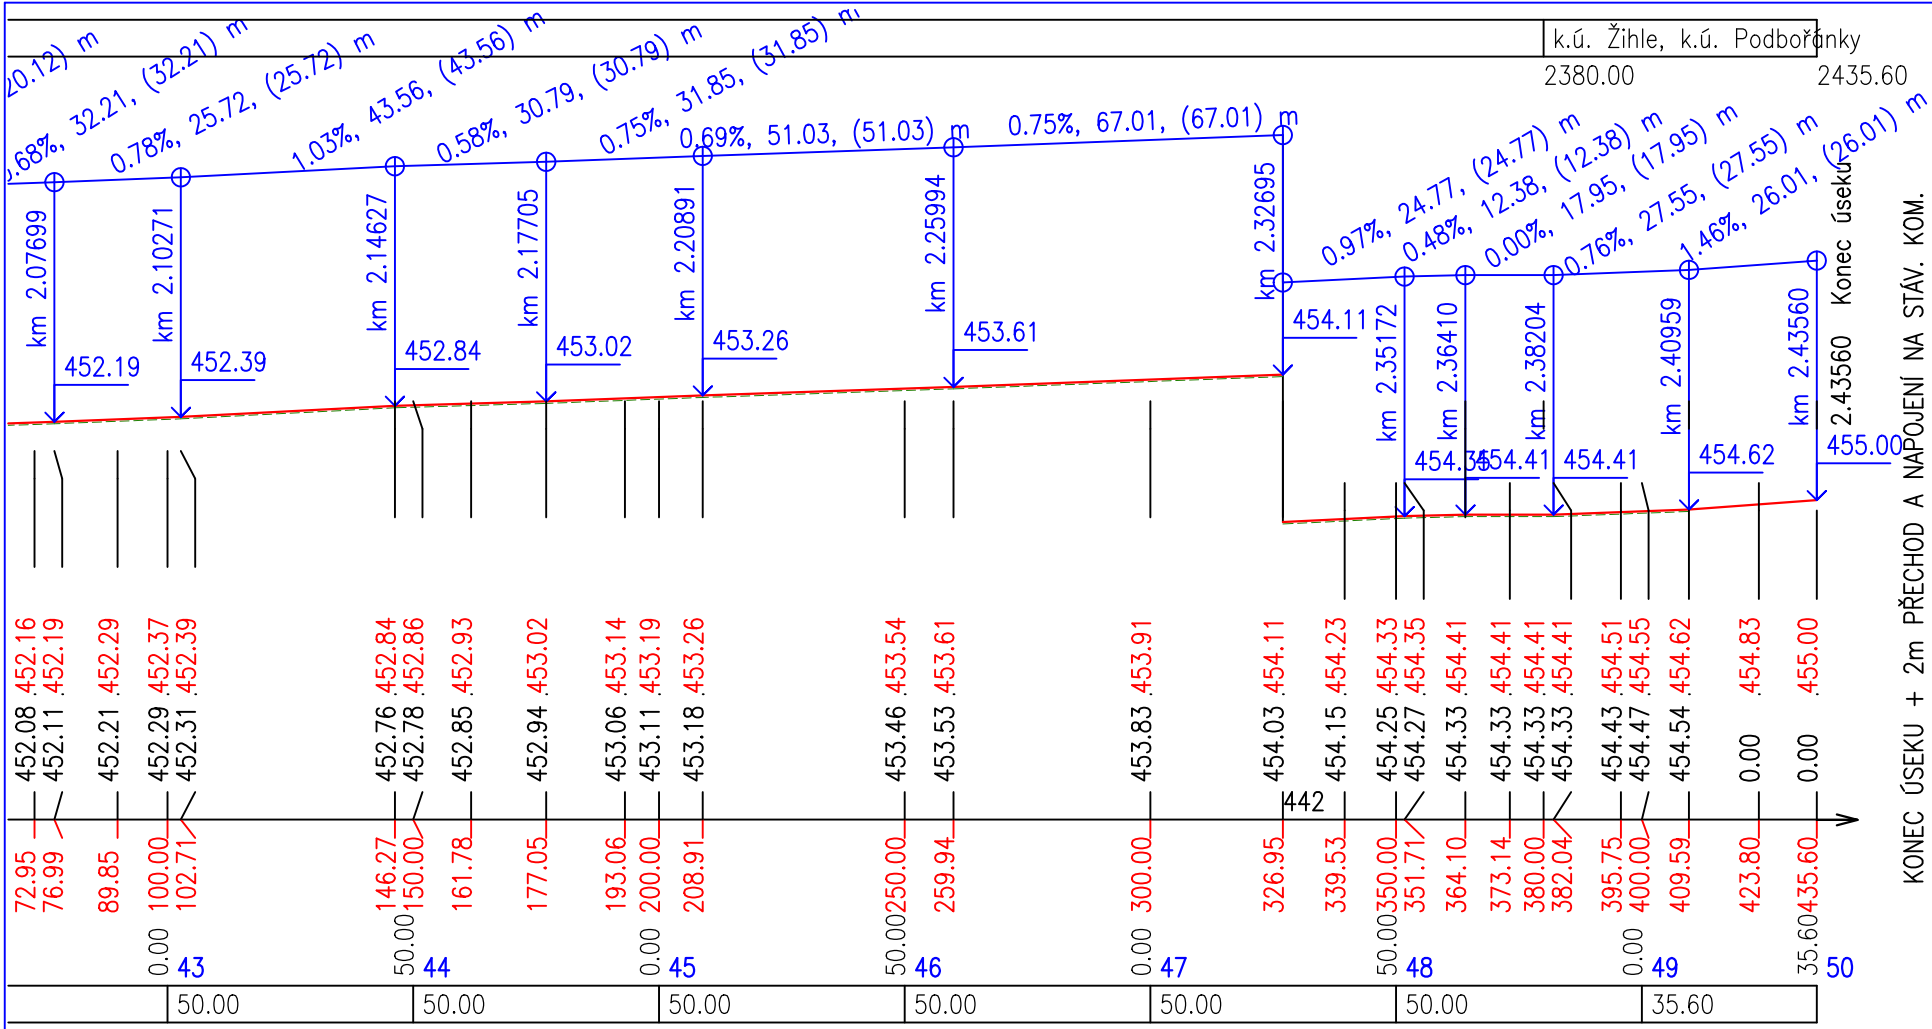 k.ú. Žihle, k.ú. Podbořánky
2380.00
2435.60
20.12) m
0.68%, 32.21, (32.21) m
0.78%, 25.72, (25.72) m
1.03%, 43.56, (43.56) m
0.58%, 30.79, (30.79) m
0.75%, 31.85, (31.85) m
0.69%, 51.03, (51.03) m
0.75%, 67.01, (67.01) m
0.97%, 24.77, (24.77) m
0.48%, 12.38, (12.38) m
0.00%, 17.95, (17.95) m
0.76%, 27.55, (27.55) m
1.46%, 26.01, (26.01) m
km 2.07699
452.19
km 2.10271
452.39
km 2.14627
452.84
km 2.17705
453.02
km 2.20891
453.26
km 2.25994
453.61
km 2.32695
454.11
km 2.35172
454.35
km 2.36410
454.41
km 2.38204
454.41
km 2.40959
454.62
km 2.43560
455.00
2.43560 Konec úseku
KONEC ÚSEKU + 2m PŘECHOD A NAPOJENÍ NA STÁV. KOM.
452.08 452.16
452.11 452.19
452.21 452.29
452.29 452.37
452.31 452.39
452.76 452.84
452.78 452.86
452.85 452.93
452.94 453.02
453.06 453.14
453.11 453.19
453.18 453.26
453.46 453.54
453.53 453.61
453.83 453.91
454.03 454.11
454.15 454.23
454.25 454.33
454.27 454.35
454.33 454.41
454.33 454.41
454.33 454.41
454.33 454.41
454.43 454.51
454.47 454.55
454.54 454.62
0.00 454.83
0.00 455.00
442
72.95
76.99
89.85
100.00
102.71
146.27
150.00
161.78
177.05
193.06
200.00
208.91
250.00
259.94
300.00
326.95
339.53
350.00
351.71
364.10
373.14
380.00
382.04
395.75
400.00
409.59
423.80
435.60
0.00 43
50.00 44
0.00 45
50.00 46
0.00 47
50.00 48
0.00 49
35.60 50
50.00 50.00 50.00 50.00 50.00 50.00 35.60